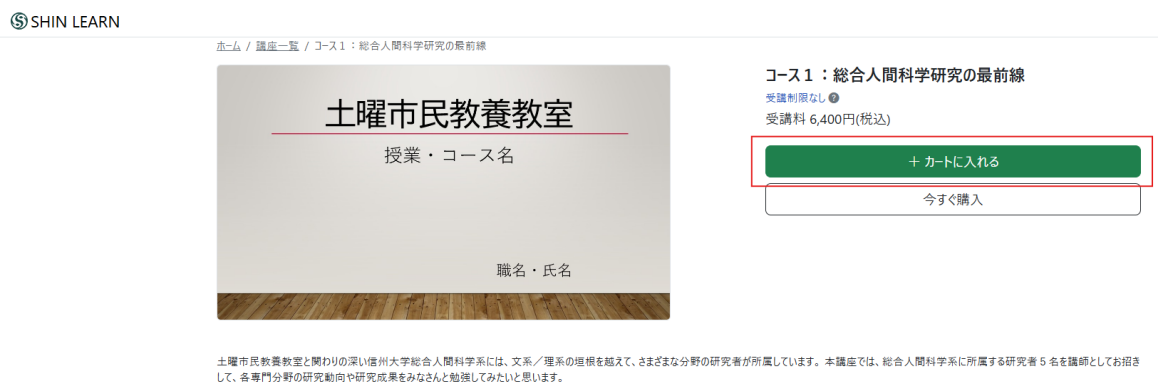 SHIN LEARN
ホーム / 講座一覧 / コース１：総合人間科学研究の最前線
土曜市民教養教室
授業・コース名
職名・氏名
コース１：総合人間科学研究の最前線
受講制限なし ?
受講料 6,400円(税込)
＋ カートに入れる
今すぐ購入
土曜市民教養教室と関わりの深い信州大学総合人間科学系には、文系／理系の垣根を越えて、さまざまな分野の研究者が所属しています。本講座では、総合人間科学系に所属する研究者５名を講師としてお招き
して、各専門分野の研究動向や研究成果をみなさんと勉強してみたいと思います。